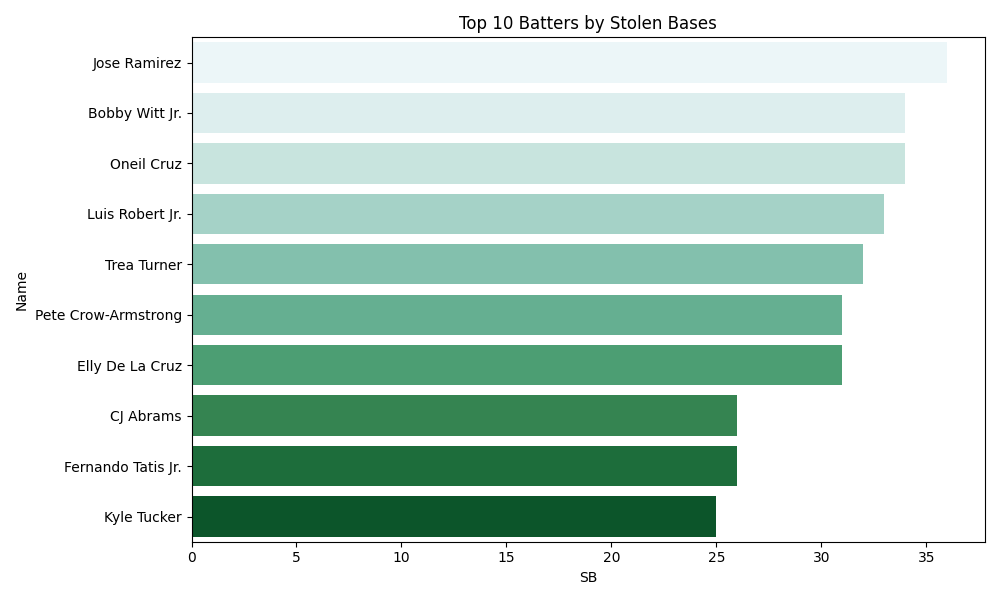 Top 10 Batters by Stolen Bases
Name
Jose Ramirez
Bobby Witt Jr.
Oneil Cruz
Luis Robert Jr.
Trea Turner
Pete Crow-Armstrong
Elly De La Cruz
CJ Abrams
Fernando Tatis Jr.
Kyle Tucker
0 5 10 15 20 25 30 35
SB